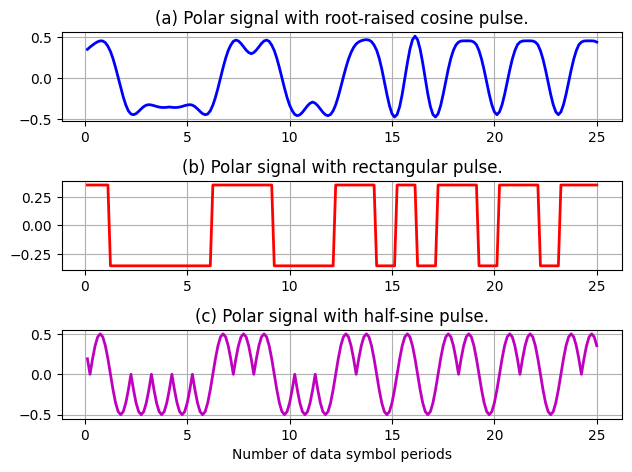 (a) Polar signal with root-raised cosine pulse.
0.5
0.0
−0.5
0 5 10 15 20 25
(b) Polar signal with rectangular pulse.
0.25
0.00
−0.25
0 5 10 15 20 25
(c) Polar signal with half-sine pulse.
0.5
0.0
−0.5
0 5 10 15 20 25
Number of data symbol periods